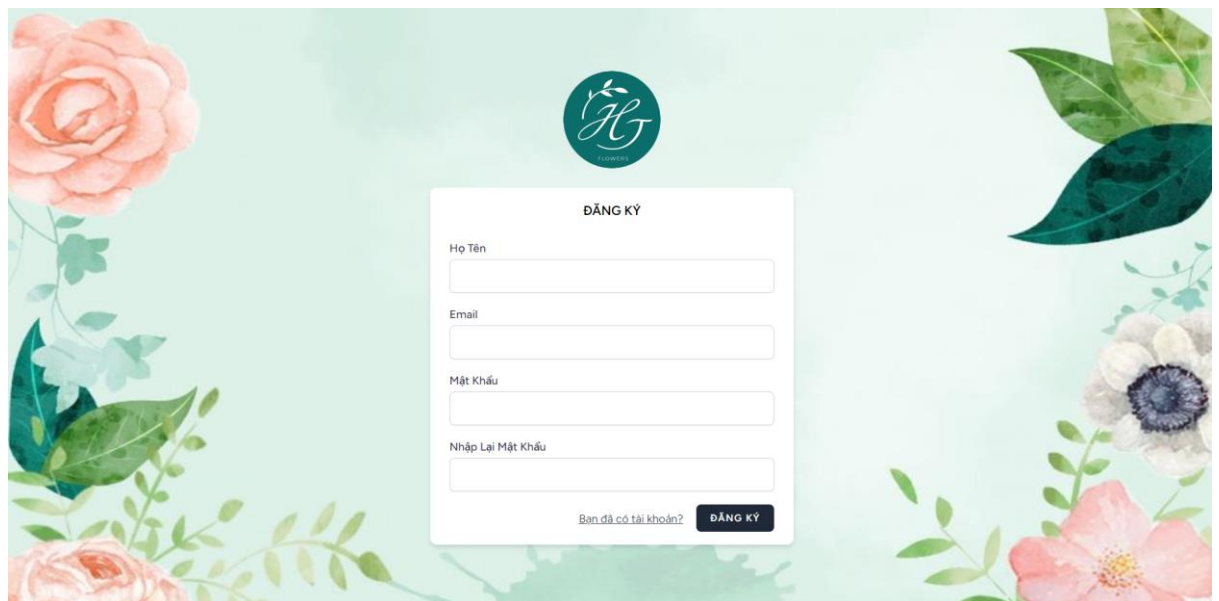 HT
FLOWERS
ĐĂNG KÝ
Họ Tên
Email
Mật Khẩu
Nhập Lại Mật Khẩu
Bạn đã có tài khoản? ĐĂNG KÝ